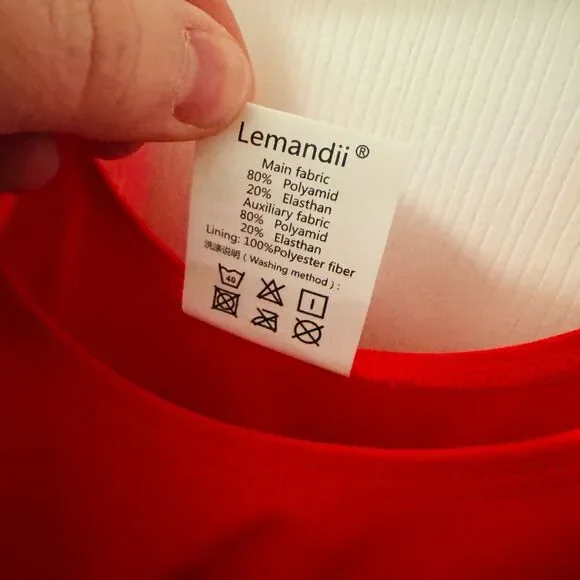 Lemandii ®
Main fabric
80% Polyamid
20% Elasthan
Auxiliary fabric
80% Polyamid
20% Elasthan
Lining: 100%Polyester fiber
洗涤说明 ( Washing method ) :
40